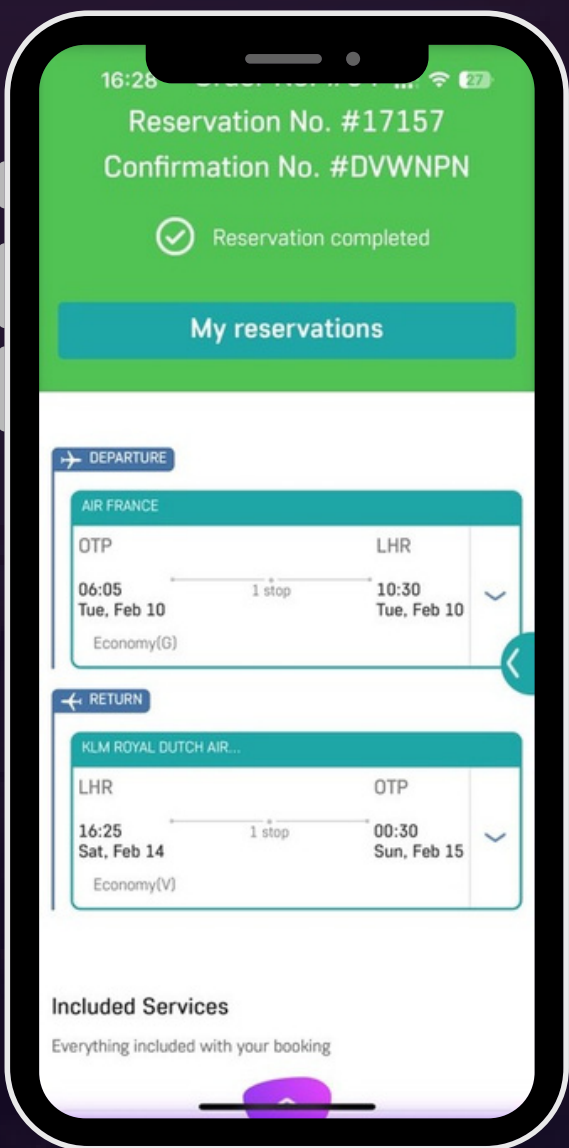 16:28
27
Reservation No. #17157
Confirmation No. #DVWNPN
Reservation completed
My reservations
DEPARTURE
AIR FRANCE
OTP LHR
06:05 1 stop 10:30
Tue, Feb 10 Tue, Feb 10
Economy(G)
RETURN
KLM ROYAL DUTCH AIR...
LHR OTP
16:25 1 stop 00:30
Sat, Feb 14 Sun, Feb 15
Economy(V)
Included Services
Everything included with your booking